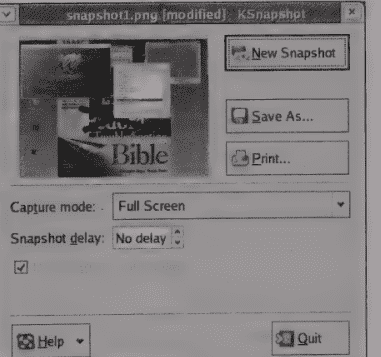 snapshot1.png [modified] - KSnapshot
New Snapshot
Save As...
Bible
Print...
Capture mode: Full Screen
Snapshot delay: No delay
Help
Quit